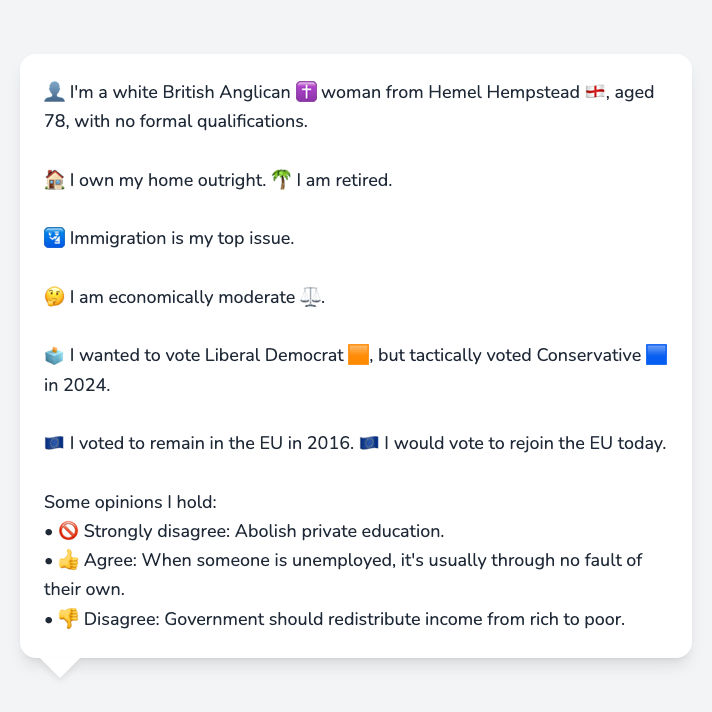 👤 I'm a white British Anglican ✝️ woman from Hemel Hempstead 🏴󠁧󠁢󠁥󠁮󠁧󠁿, aged
78, with no formal qualifications.
🏠 I own my home outright. 🌴 I am retired.
🛂 Immigration is my top issue.
🤔 I am economically moderate ⚖️.
🗳️ I wanted to vote Liberal Democrat 🟧, but tactically voted Conservative 🟦
in 2024.
🇪🇺 I voted to remain in the EU in 2016. 🇪🇺 I would vote to rejoin the EU today.
Some opinions I hold:
• 🚫 Strongly disagree: Abolish private education.
• 👍 Agree: When someone is unemployed, it's usually through no fault of
their own.
• 👎 Disagree: Government should redistribute income from rich to poor.